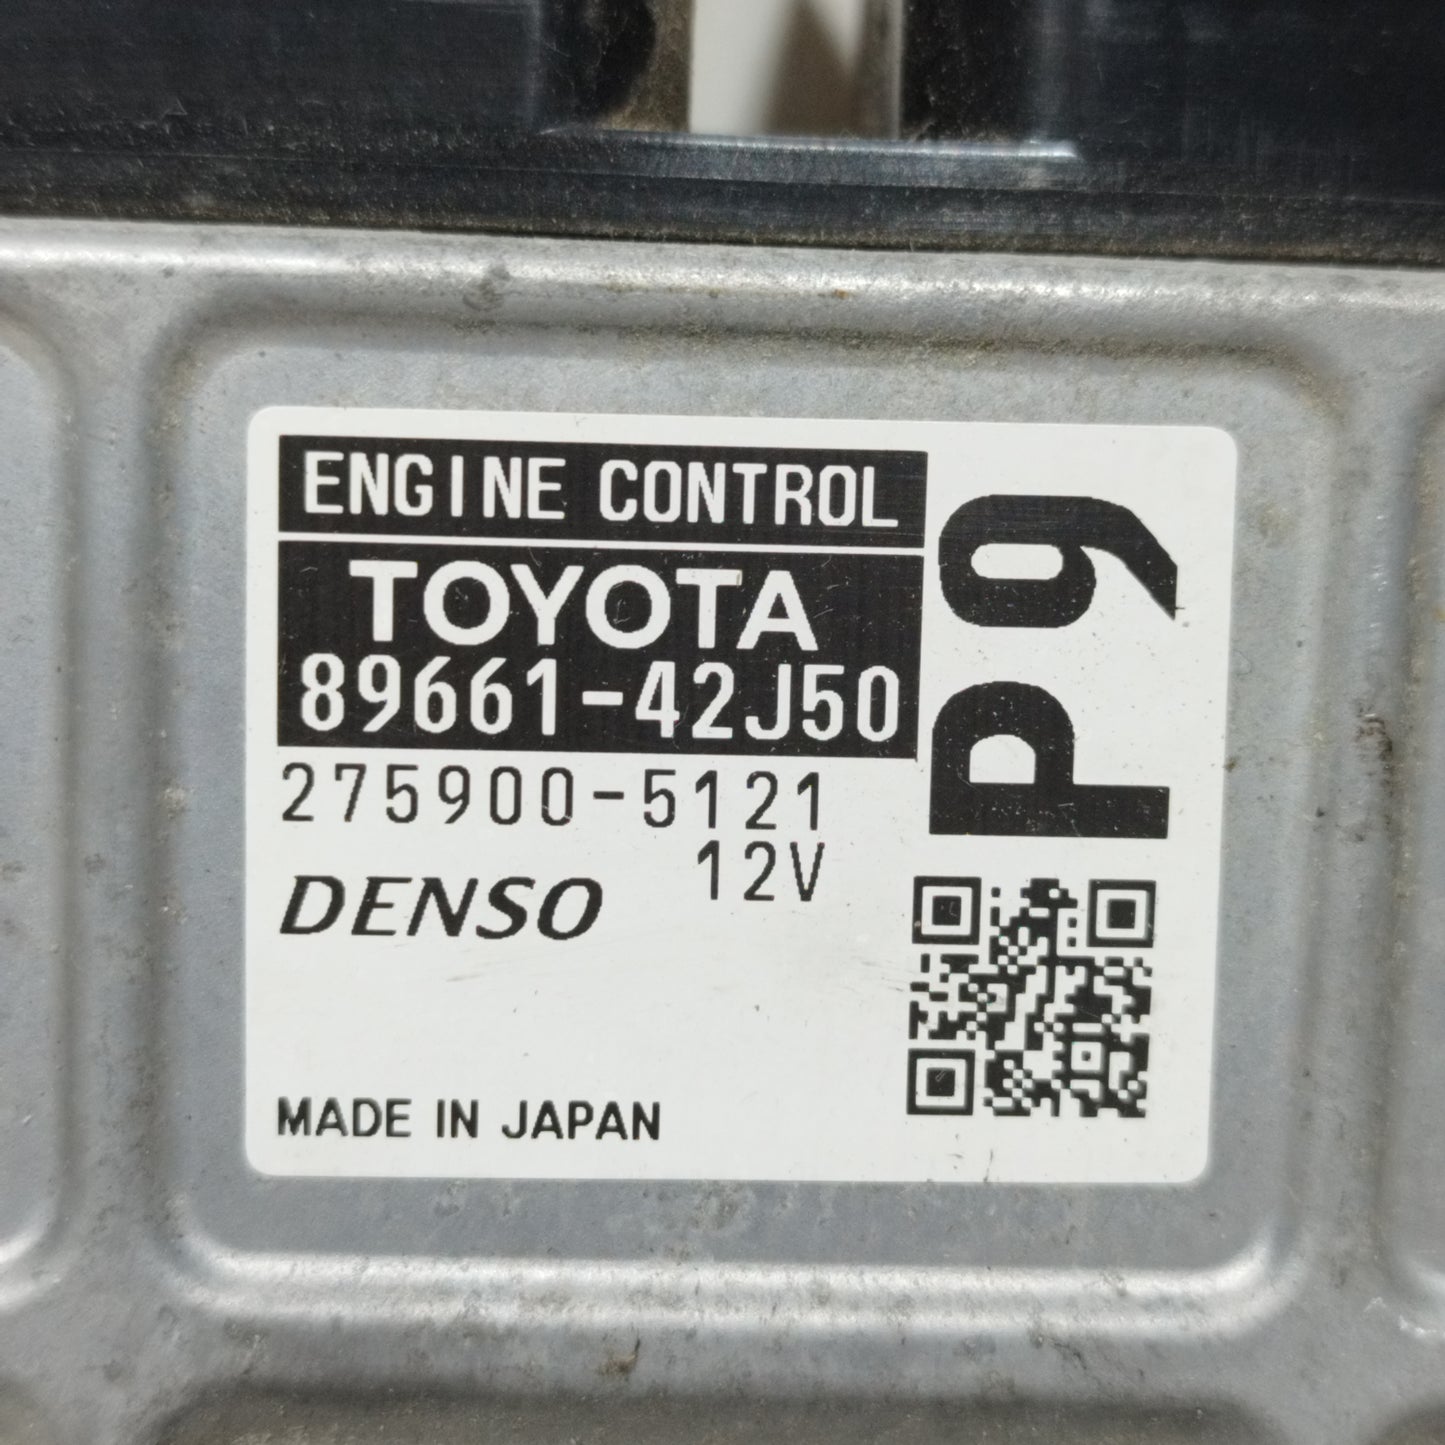 ENGINE CONTROL
TOYOTA
89661-42J50
275900-5121
12V
DENSO
MADE IN JAPAN
P9